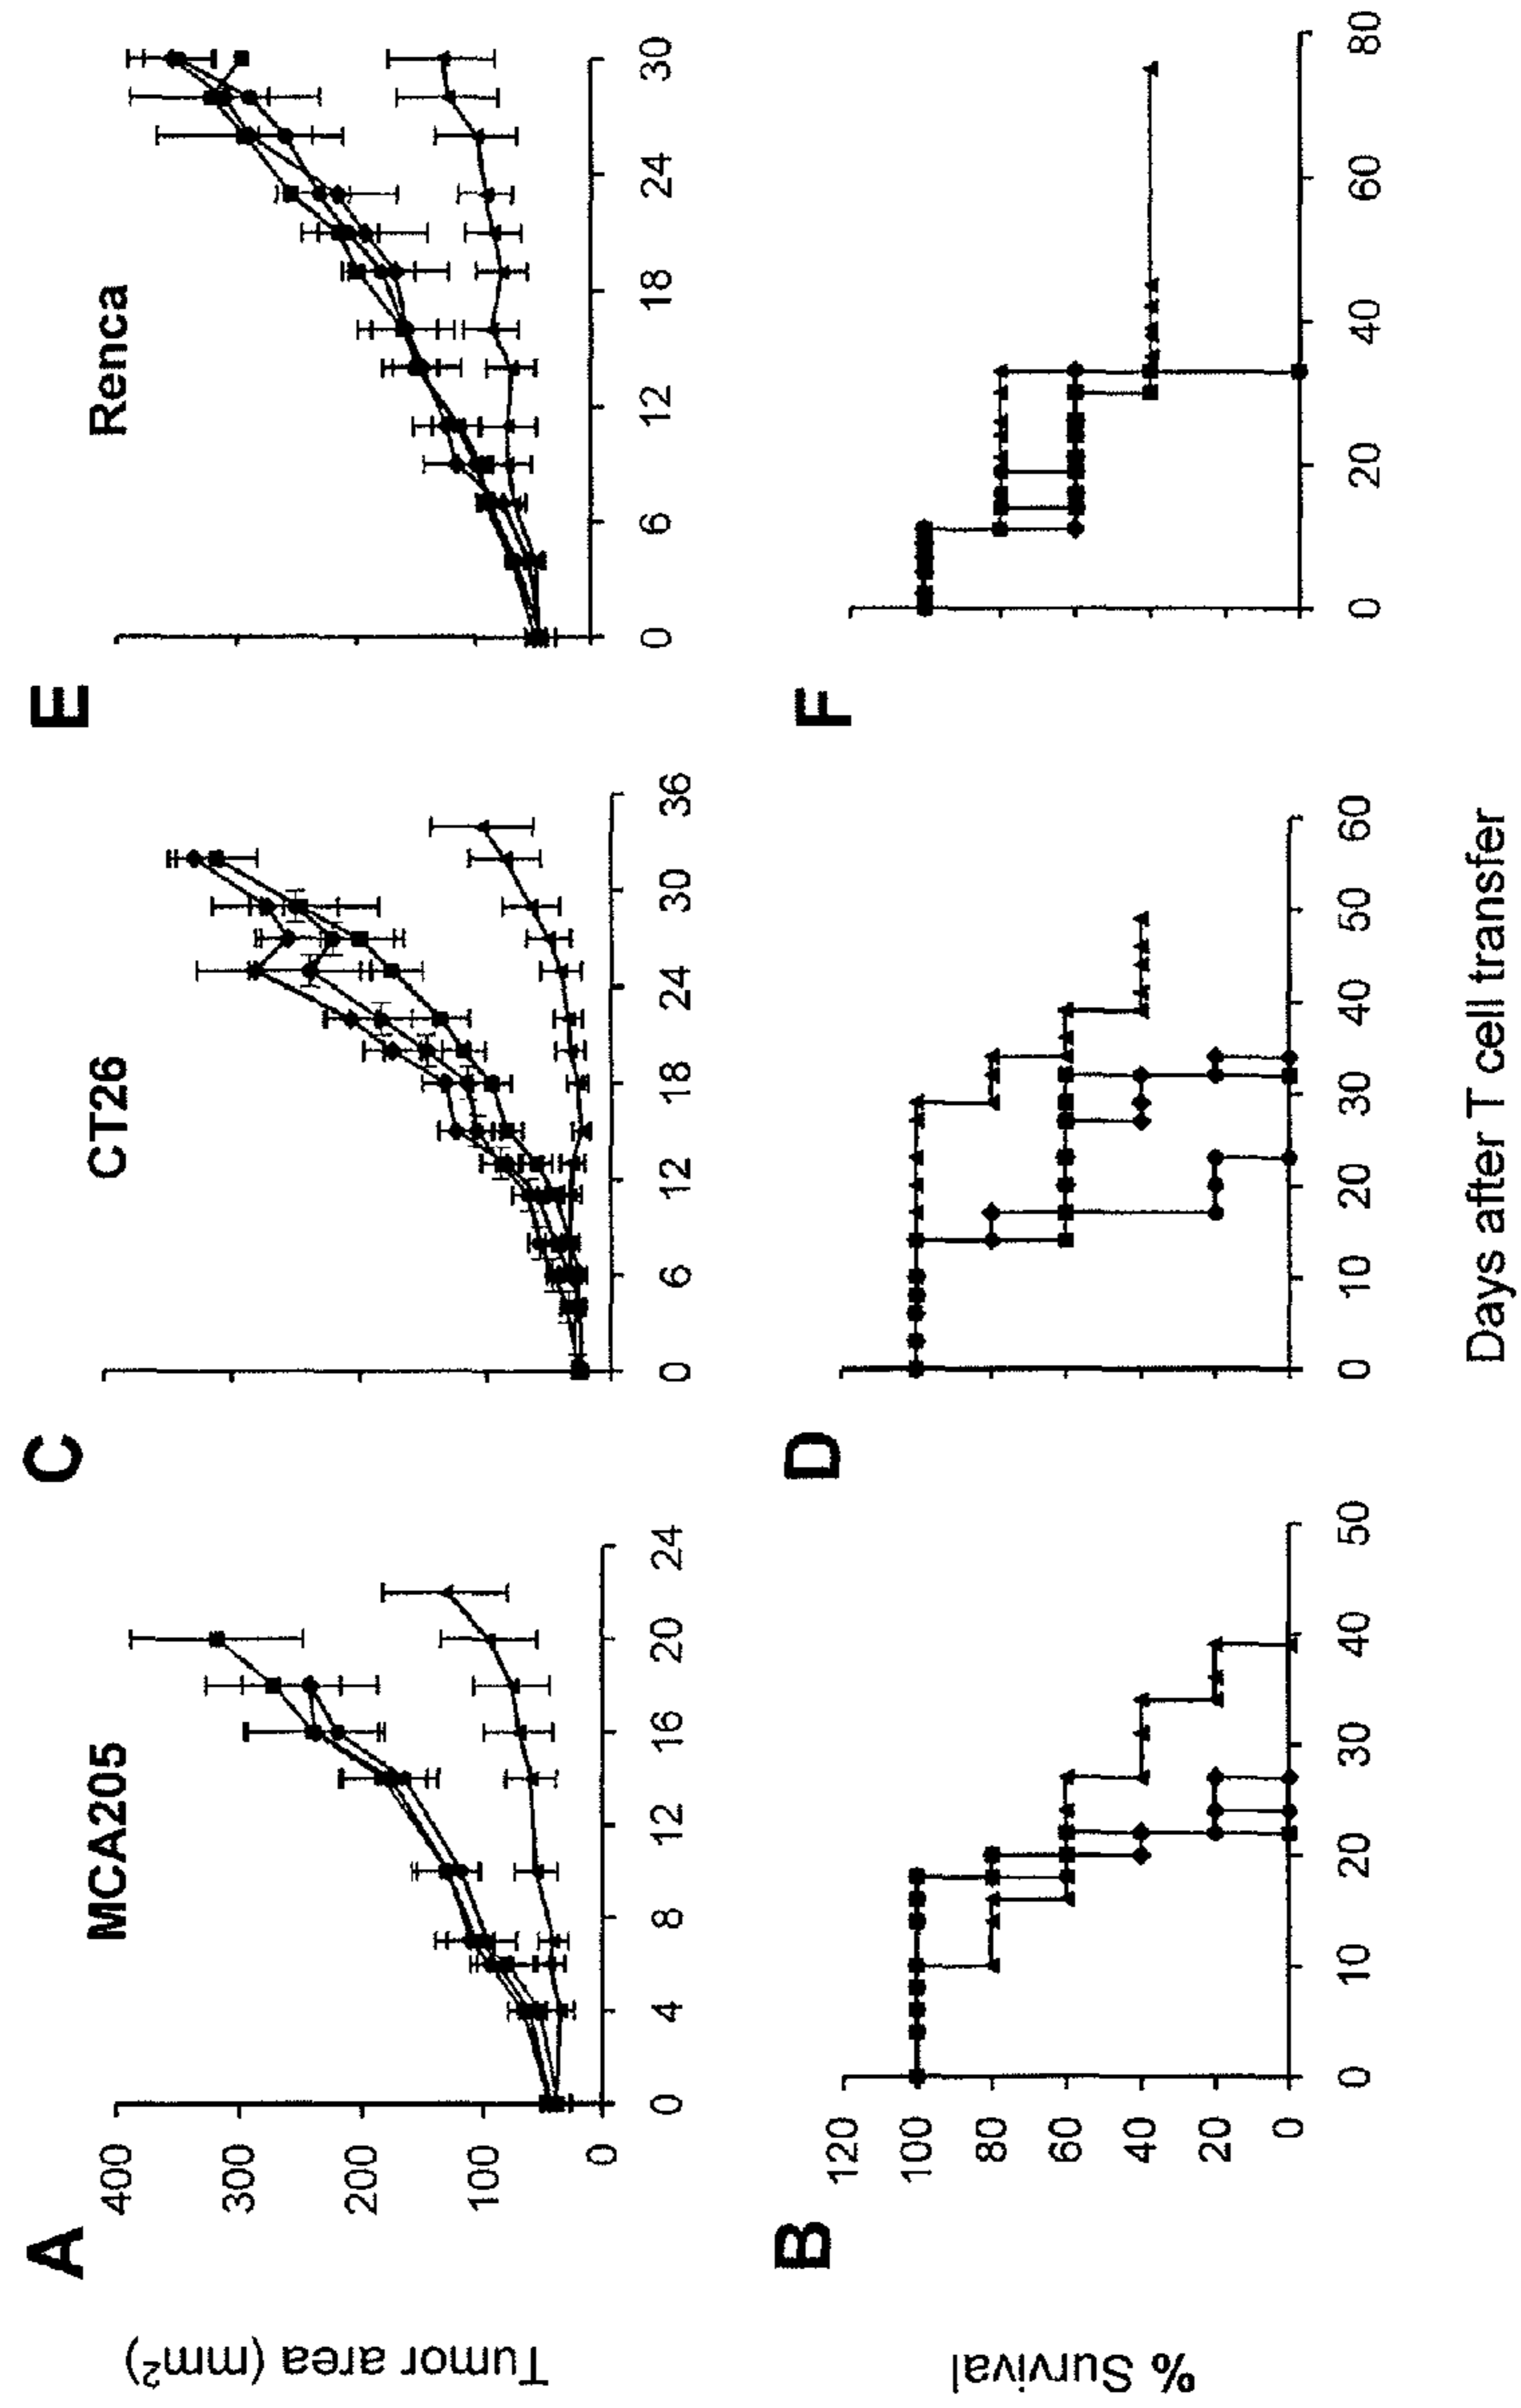 A
MCA205
Tumor area (mm²)
400
300
200
100
0
0 4 8 12 16 20 24
C
CT26
0 6 12 18 24 30 36
E
Renca
0 6 12 18 24 30
B
% Survival
120
100
80
60
40
20
0
0 10 20 30 40 50
D
0 10 20 30 40 50 60
F
0 20 40 60 80
Days after T cell transfer